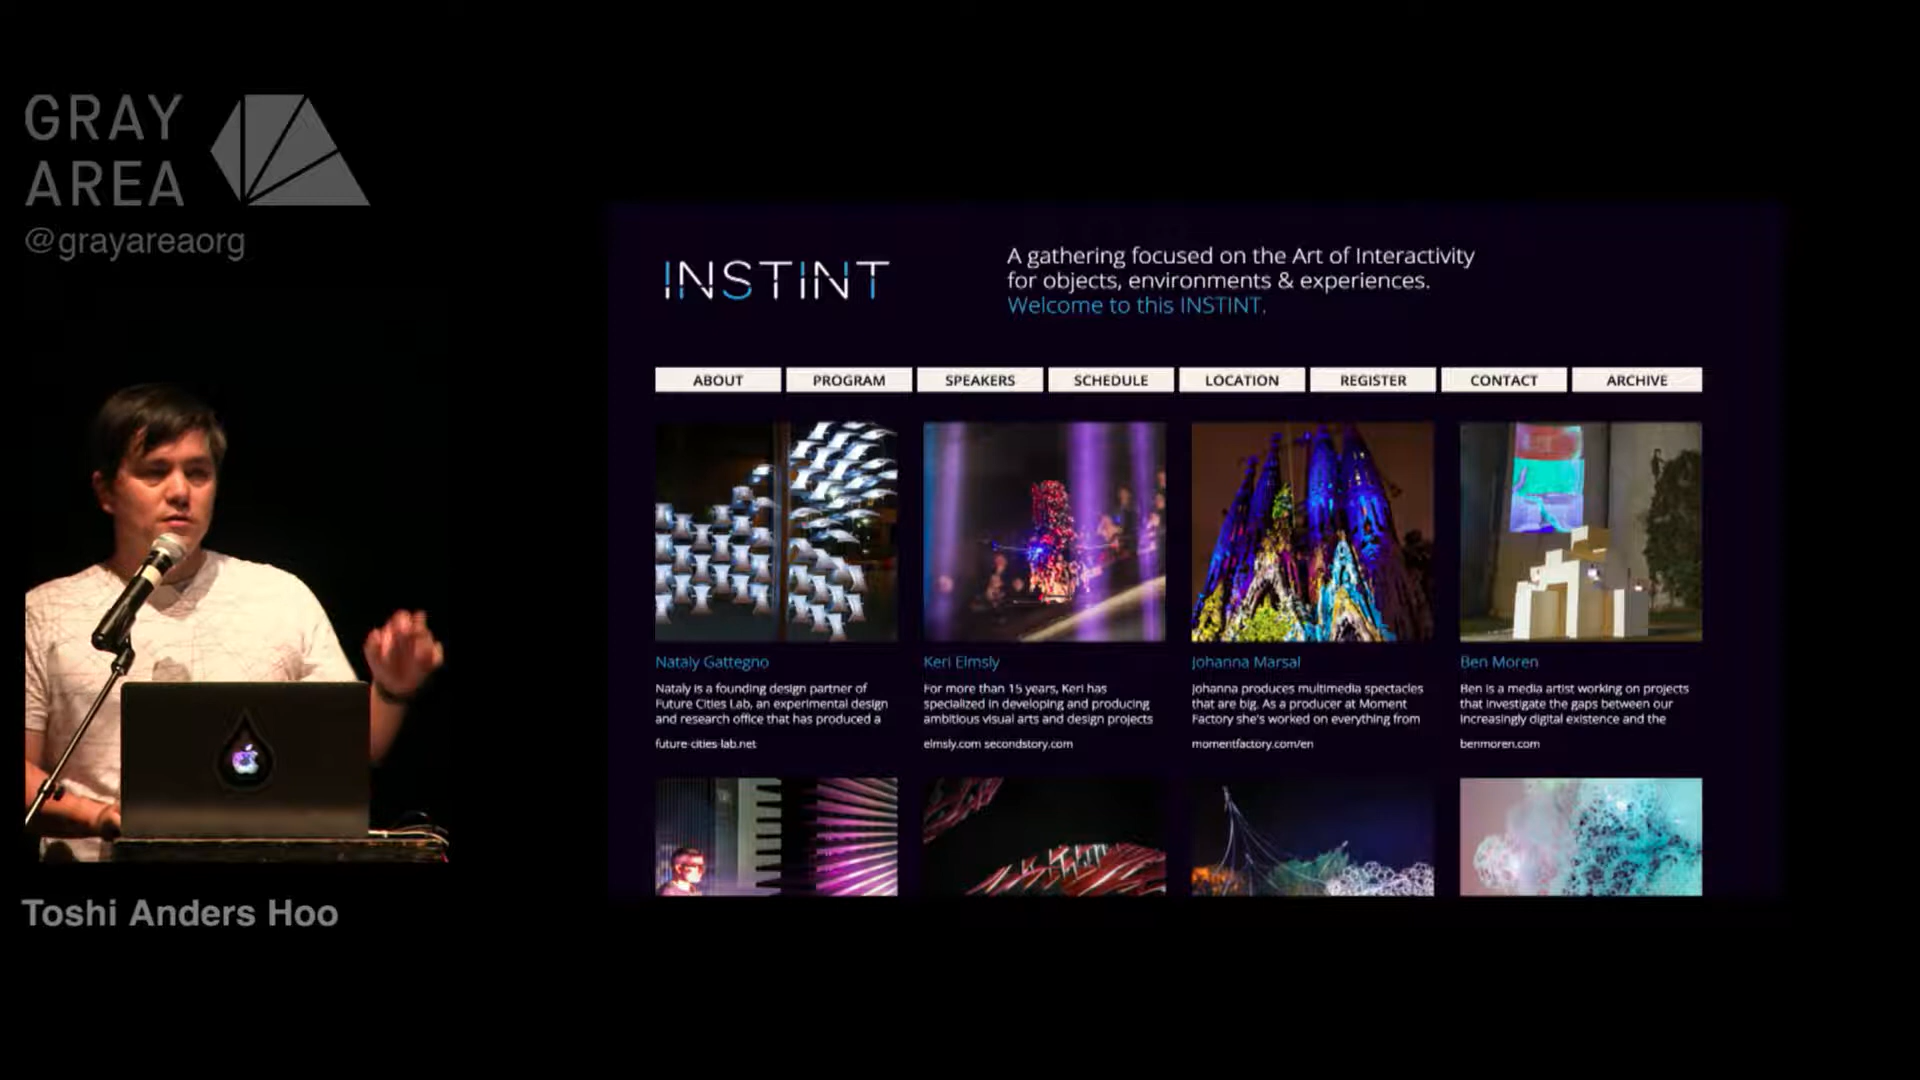 GRAY
AREA
@grayareaorg
INSTINT
A gathering focused on the Art of Interactivity
for objects, environments & experiences.
Welcome to this INSTINT.
ABOUT
PROGRAM
SPEAKERS
SCHEDULE
LOCATION
REGISTER
CONTACT
ARCHIVE
Nataly Gattegno
Nataly is a founding design partner of
Future Cities Lab, an experimental design
and research office that has produced a
future-cities-lab.net
Keri Elmsly
For more than 15 years, Keri has
specialized in developing and producing
ambitious visual arts and design projects
elmsly.com secondstory.com
Johanna Marsal
Johanna produces multimedia spectacles
that are big. As a producer at Moment
Factory she's worked on everything from
momentfactory.com/en
Ben Moren
Ben is a media artist working on projects
that investigate the gaps between our
increasingly digital existence and the
benmoren.com
Toshi Anders Hoo